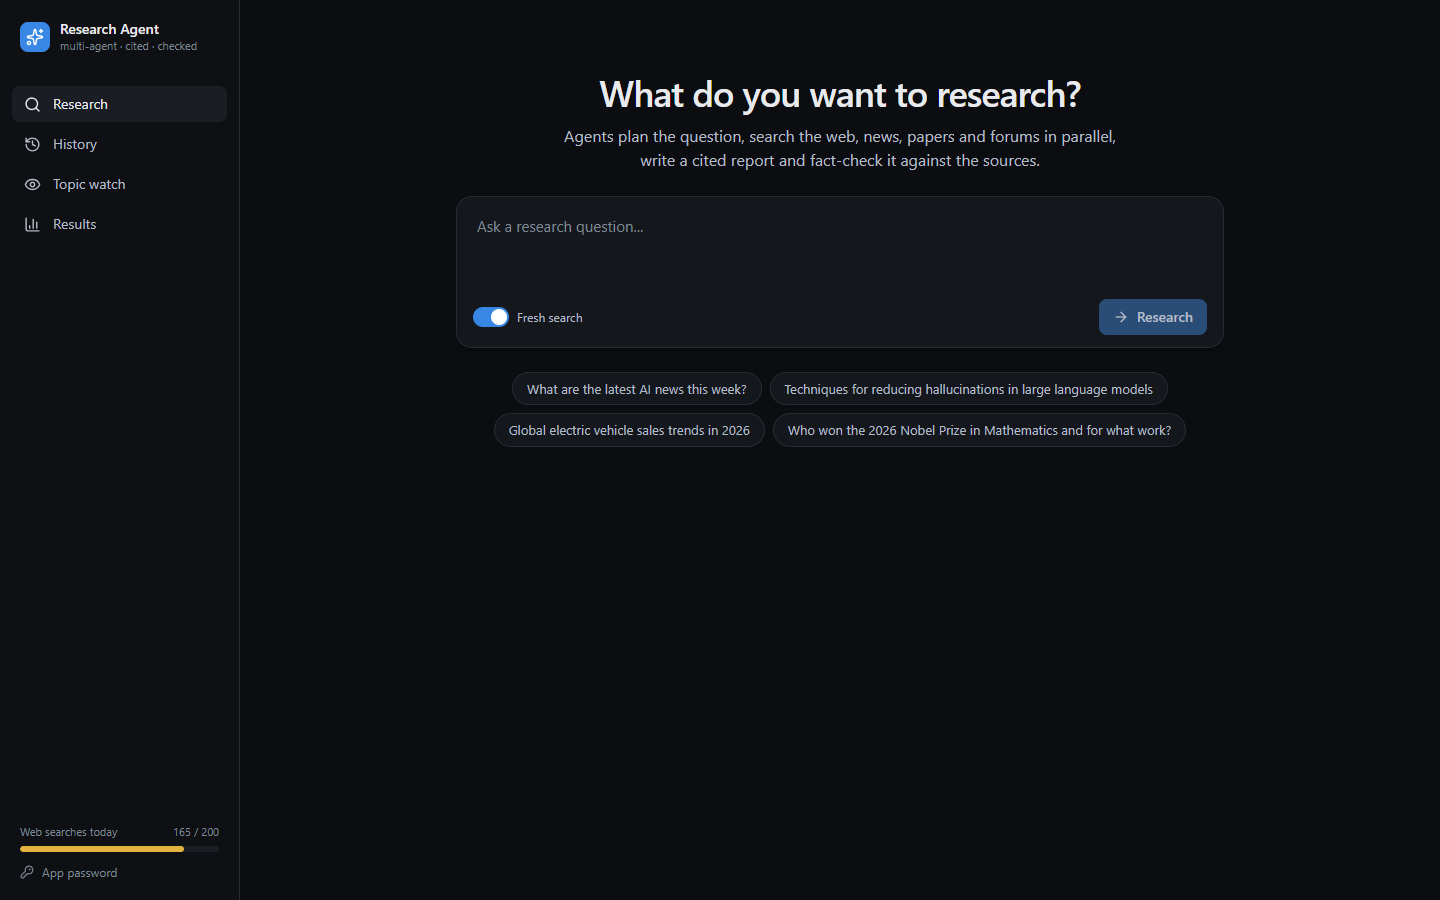 Research Agent
multi-agent · cited · checked
Research
History
Topic watch
Results
What do you want to research?
Agents plan the question, search the web, news, papers and forums in parallel,
write a cited report and fact-check it against the sources.
Ask a research question...
Fresh search
Research
What are the latest AI news this week?
Techniques for reducing hallucinations in large language models
Global electric vehicle sales trends in 2026
Who won the 2026 Nobel Prize in Mathematics and for what work?
Web searches today 165 / 200
App password